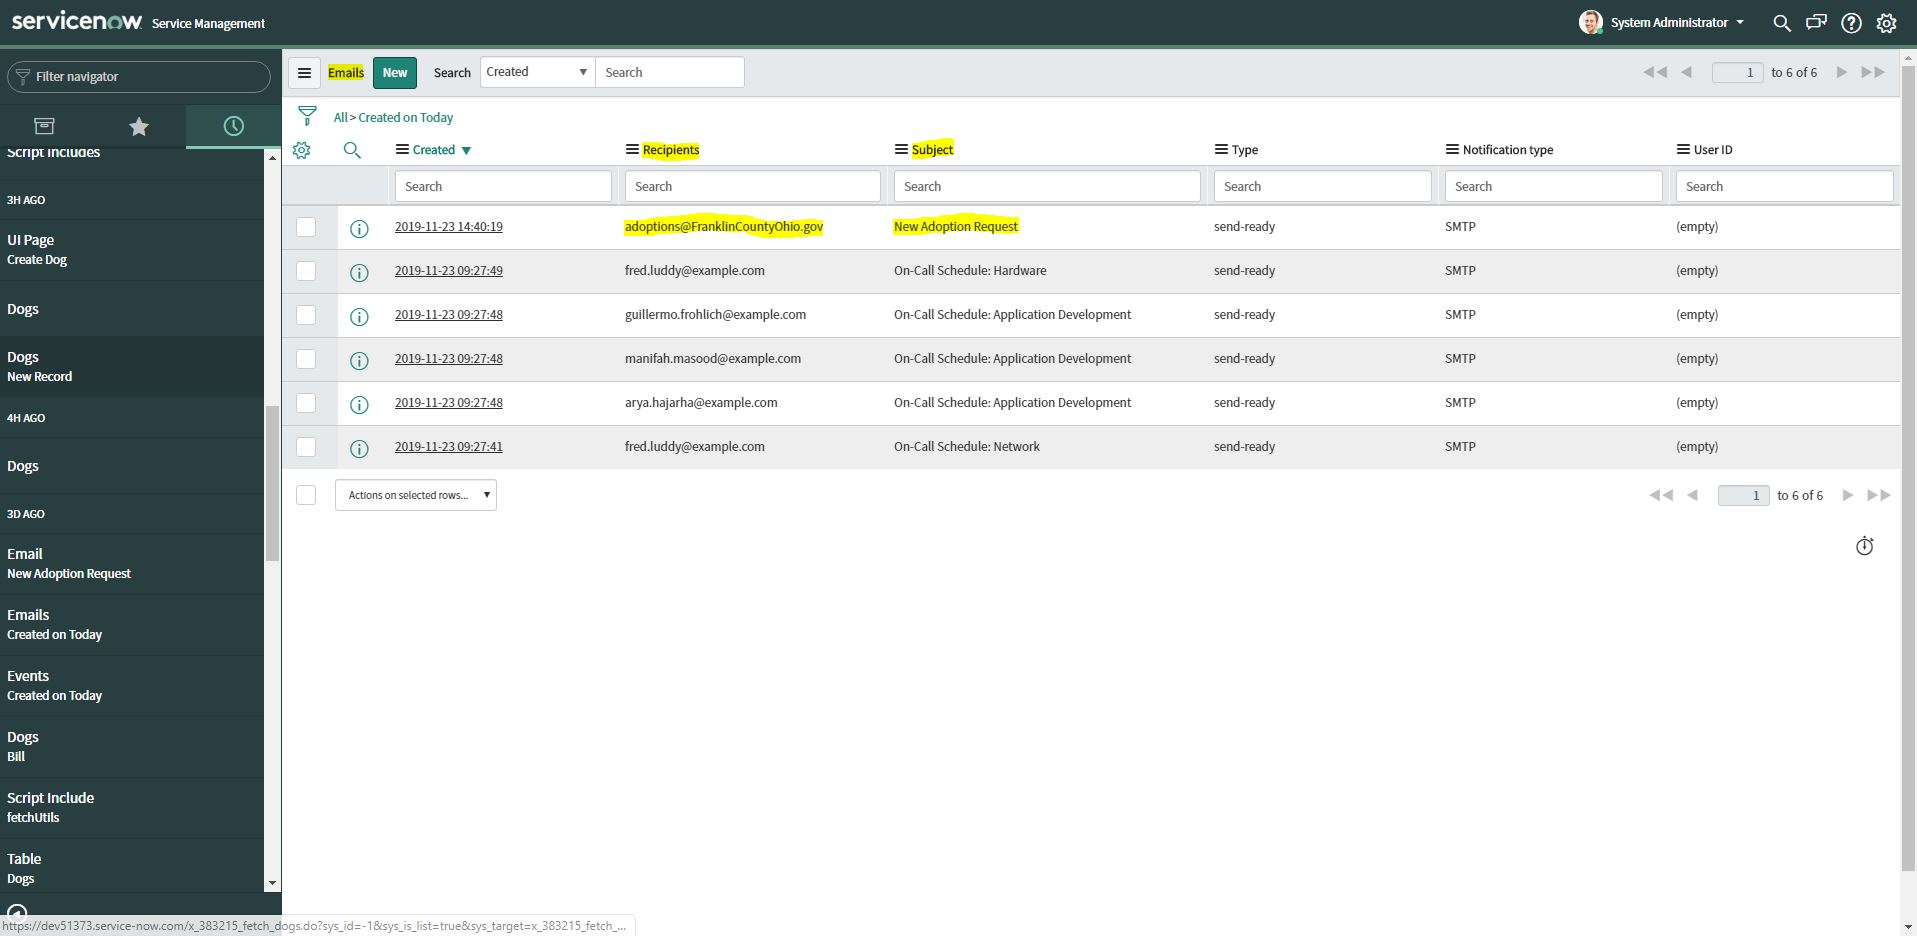 servicenow Service Management
System Administrator
Filter navigator
Script Includes
3H AGO
UI Page
Create Dog
Dogs
Dogs
New Record
4H AGO
Dogs
3D AGO
Email
New Adoption Request
Emails
Created on Today
Events
Created on Today
Dogs
Bill
Script Include
fetchUtils
Table
Dogs
Emails New Search Created Search 1 to 6 of 6
All > Created on Today
Created Recipients Subject Type Notification type User ID
Search Search Search Search Search Search
2019-11-23 14:40:19 adoptions@FranklinCountyOhio.gov New Adoption Request send-ready SMTP (empty)
2019-11-23 09:27:49 fred.luddy@example.com On-Call Schedule: Hardware send-ready SMTP (empty)
2019-11-23 09:27:48 guillermo.frohlich@example.com On-Call Schedule: Application Development send-ready SMTP (empty)
2019-11-23 09:27:48 manifah.masood@example.com On-Call Schedule: Application Development send-ready SMTP (empty)
2019-11-23 09:27:48 arya.hajarha@example.com On-Call Schedule: Application Development send-ready SMTP (empty)
2019-11-23 09:27:41 fred.luddy@example.com On-Call Schedule: Network send-ready SMTP (empty)
Actions on selected rows... 1 to 6 of 6
https://dev51373.service-now.com/x_383215_fetch_dogs.do?sys_id=-1&sys_is_list=true&sys_target=x_383215_fetch_...